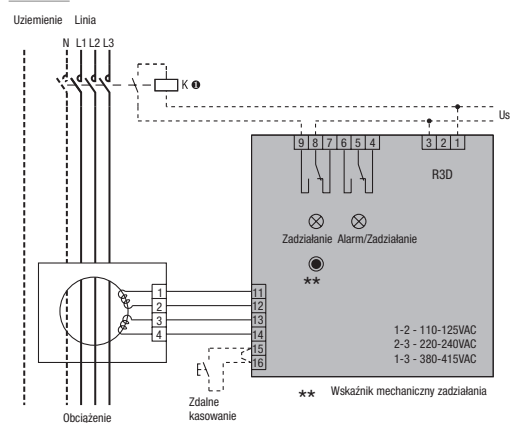 Uziemienie Linia
N L1 L2 L3
K ❶
Us
9 8 7 6 5 4 3 2 1
R3D
Zadziałanie Alarm/Zadziałanie
**
1 11
2 12
3 13
4 14
15
16
1-2 - 110-125VAC
2-3 - 220-240VAC
1-3 - 380-415VAC
E
** Wskaźnik mechaniczny zadziałania
Zdalne
kasowanie
Obciążenie